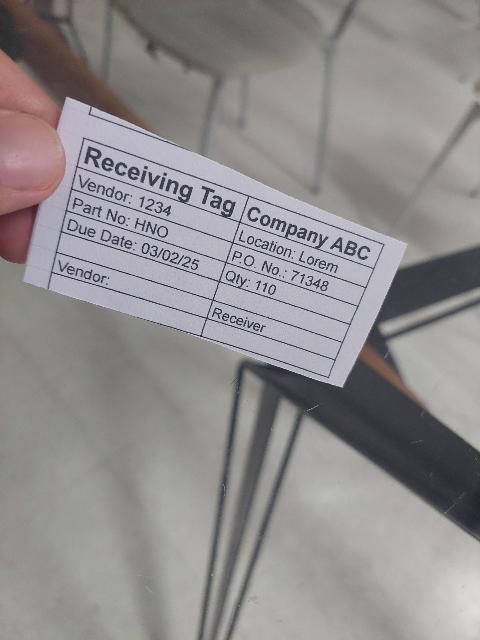 Receiving Tag
Company ABC
Vendor: 1234
Location: Lorem
Part No: HNO
P.O. No.: 71348
Due Date: 03/02/25
Qty: 110
Vendor:
Receiver